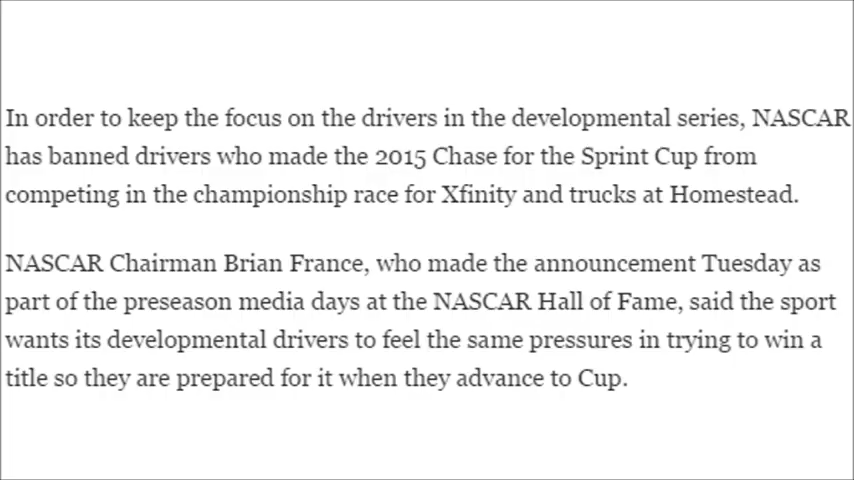 In order to keep the focus on the drivers in the developmental series, NASCAR
has banned drivers who made the 2015 Chase for the Sprint Cup from
competing in the championship race for Xfinity and trucks at Homestead.
NASCAR Chairman Brian France, who made the announcement Tuesday as
part of the preseason media days at the NASCAR Hall of Fame, said the sport
wants its developmental drivers to feel the same pressures in trying to win a
title so they are prepared for it when they advance to Cup.